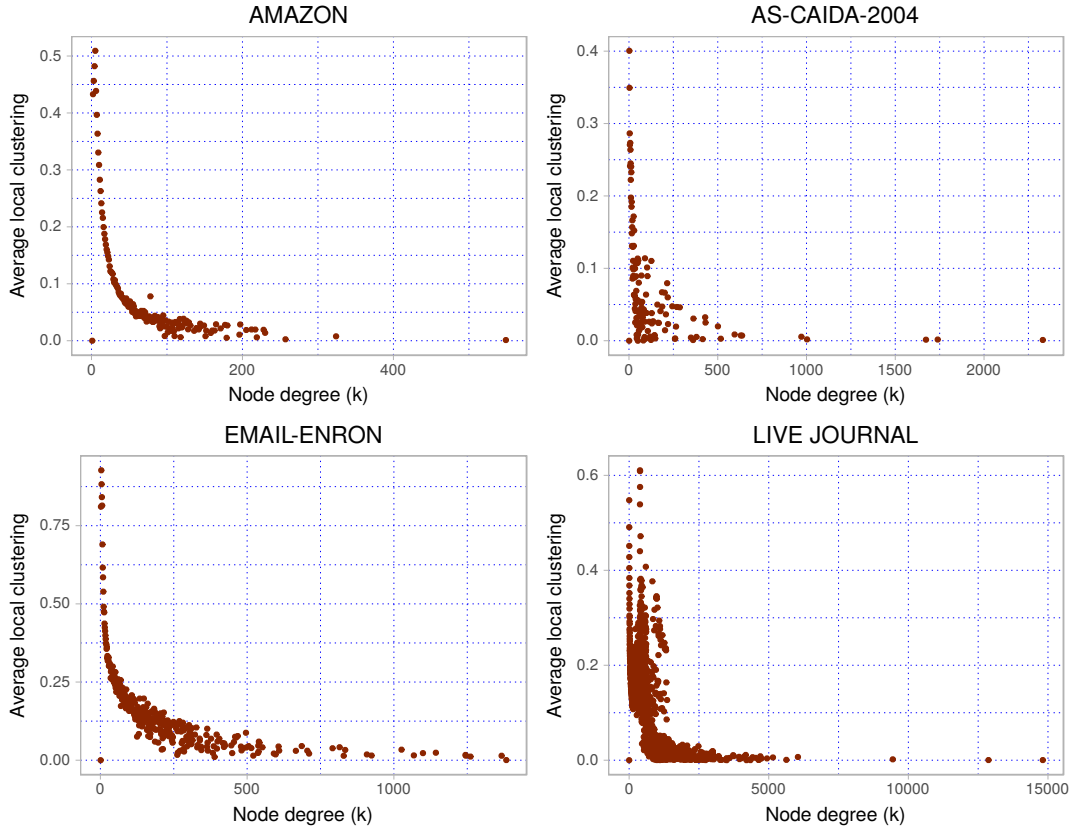 AMAZON
Average local clustering
0.5
0.4
0.3
0.2
0.1
0.0
0 200 400
Node degree (k)
AS-CAIDA-2004
Average local clustering
0.4
0.3
0.2
0.1
0.0
0 500 1000 1500 2000
Node degree (k)
EMAIL-ENRON
Average local clustering
0.75
0.50
0.25
0.00
0 500 1000
Node degree (k)
LIVE JOURNAL
Average local clustering
0.6
0.4
0.2
0.0
0 5000 10000 15000
Node degree (k)